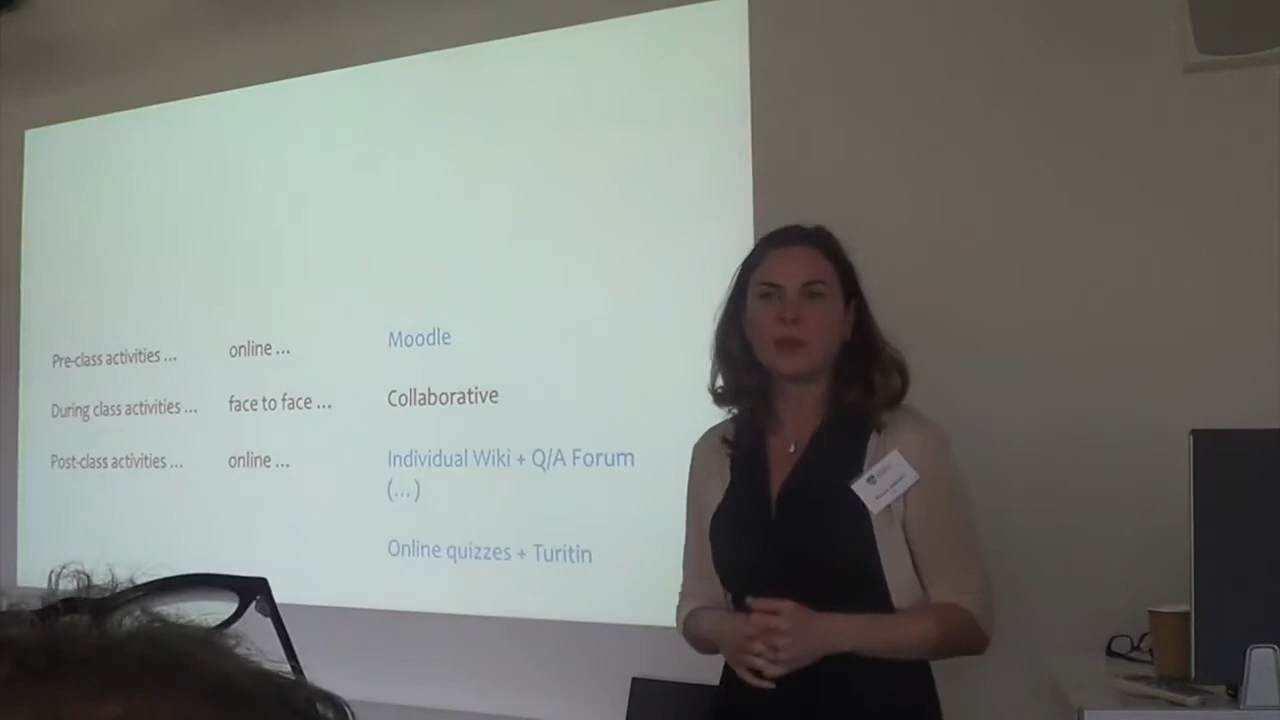 Pre-class activities ... online ... Moodle
During class activities ... face to face ... Collaborative
Post-class activities ... online ... Individual Wiki + Q/A Forum
(...)
Online quizzes + Turitin